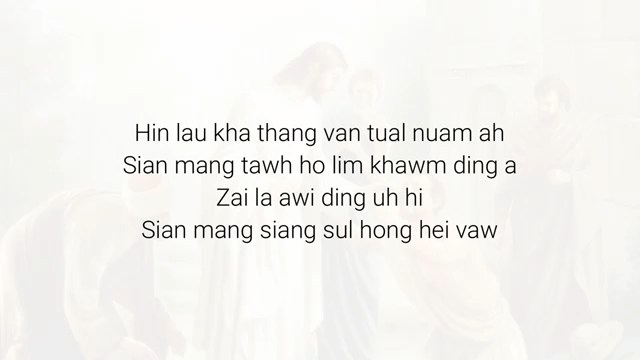 Hin lau kha thang van tual nuam ah
Sian mang tawh ho lim khawm ding a
Zai la awi ding uh hi
Sian mang siang sul hong hei vaw